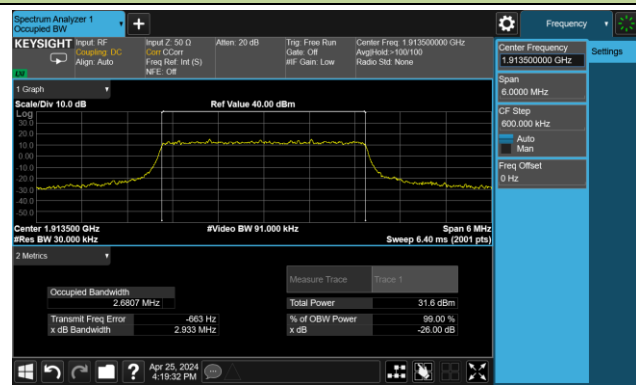 Spectrum Analyzer 1
Occupied BW
Frequency
KEYSIGHT
Input: RF
Coupling: DC
Align: Auto
Input Z: 50 Ω
Corr CCorr
Freq Ref: Int (S)
NFE: Off
Atten: 20 dB
Trig: Free Run
Gate: Off
#IF Gain: Low
Center Freq: 1.913500000 GHz
Avg|Hold:>100/100
Radio Std: None
Center Frequency
1.913500000 GHz
Settings
Span
6.0000 MHz
CF Step
600.000 kHz
Auto
Man
Freq Offset
0 Hz
1 Graph
Scale/Div 10.0 dB
Ref Value 40.00 dBm
Log
30.0
20.0
10.0
0.00
-10.0
-20.0
-30.0
-40.0
-50.0
Center 1.913500 GHz
#Video BW 91.000 kHz
Span 6 MHz
#Res BW 30.000 kHz
Sweep 6.40 ms (2001 pts)
2 Metrics
Measure Trace
Trace 1
Occupied Bandwidth
2.6807 MHz
Total Power
31.6 dBm
Transmit Freq Error
-663 Hz
% of OBW Power
99.00 %
x dB Bandwidth
2.933 MHz
x dB
-26.00 dB
?
Apr 25, 2024
4:19:32 PM